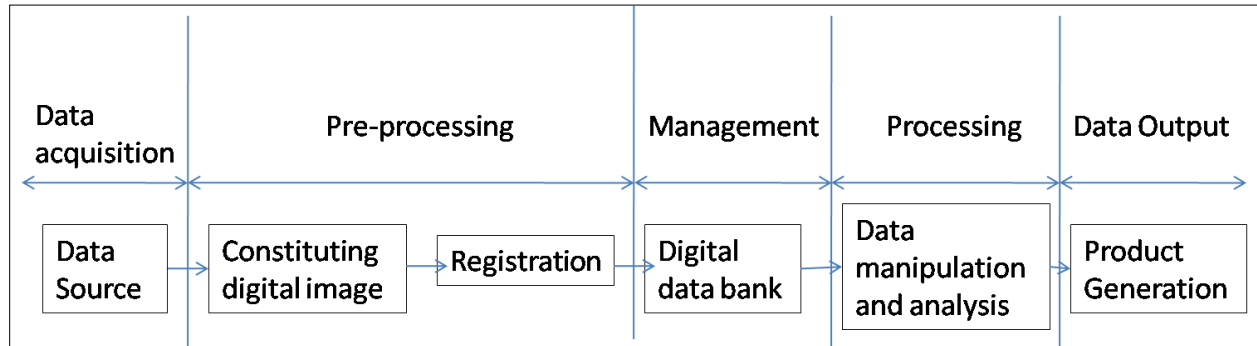 Data
acquisition
Pre-processing
Management
Processing
Data Output
Data
Source
Constituting
digital image
Registration
Digital
data bank
Data
manipulation
and analysis
Product
Generation